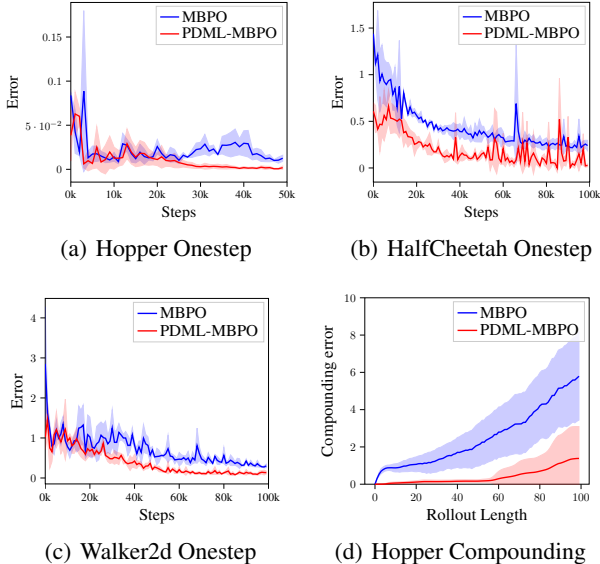 MBPO
PDML-MBPO
0.15
0.1
5 · 10⁻²
0
Error
0k 10k 20k 30k 40k 50k
Steps
(a) Hopper Onestep
MBPO
PDML-MBPO
1.5
1
0.5
0
Error
0k 20k 40k 60k 80k 100k
Steps
(b) HalfCheetah Onestep
MBPO
PDML-MBPO
4
3
2
1
0
Error
0k 20k 40k 60k 80k 100k
Steps
(c) Walker2d Onestep
MBPO
PDML-MBPO
10
8
6
4
2
0
Compounding error
0 20 40 60 80 100
Rollout Length
(d) Hopper Compounding